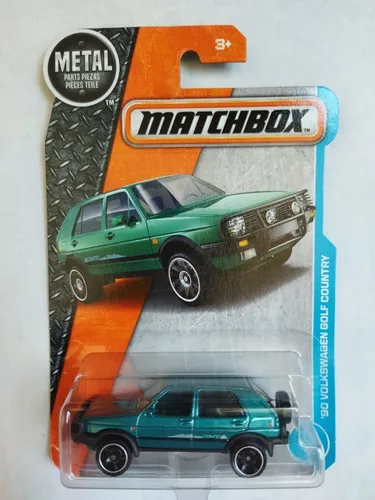 METAL
PARTS PIEZAS
PIÈCES TEILE
TM
3+
MATCHBOX
'90 VOLKSWAGEN GOLF COUNTRY